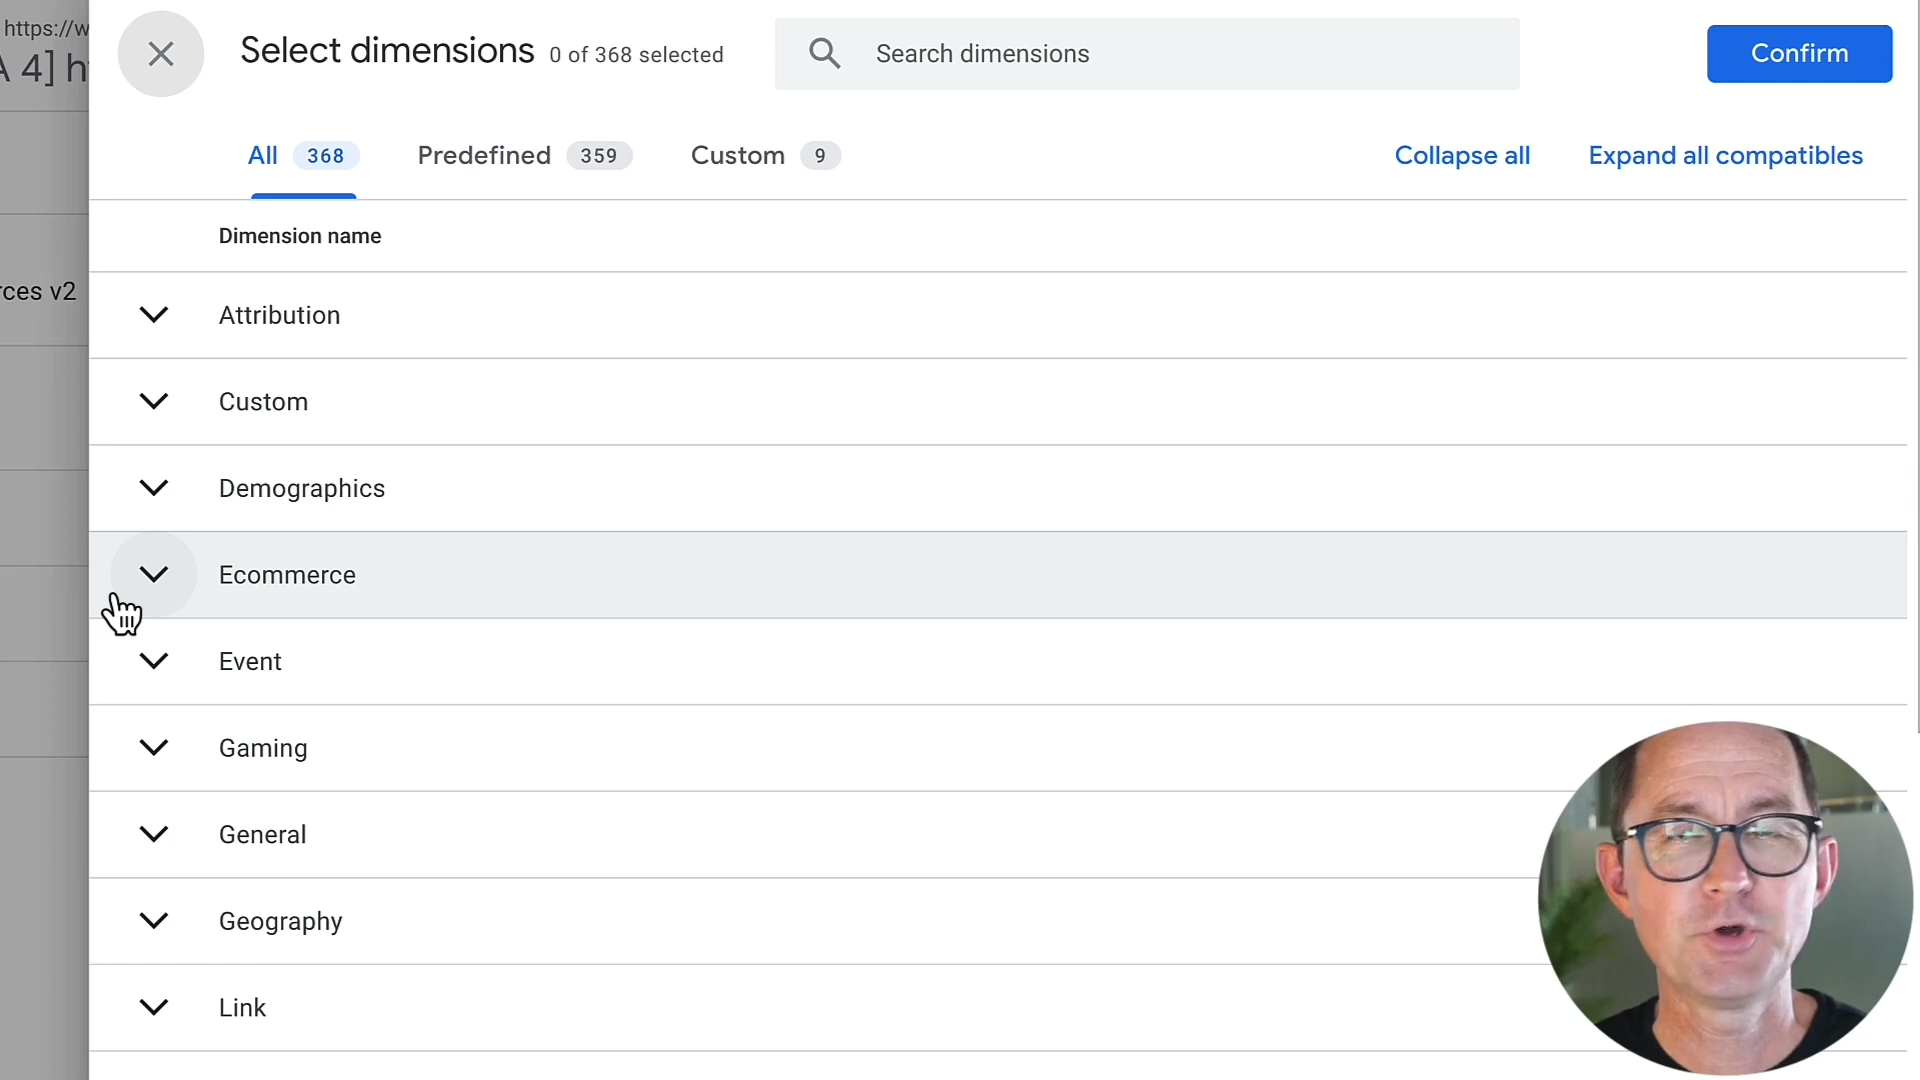 https://w
Select dimensions 0 of 368 selected
Search dimensions
Confirm
A 4] h
All 368 Predefined 359 Custom 9
Collapse all Expand all compatibles
Dimension name
rces v2
Attribution
Custom
Demographics
Ecommerce
Event
Gaming
General
Geography
Link